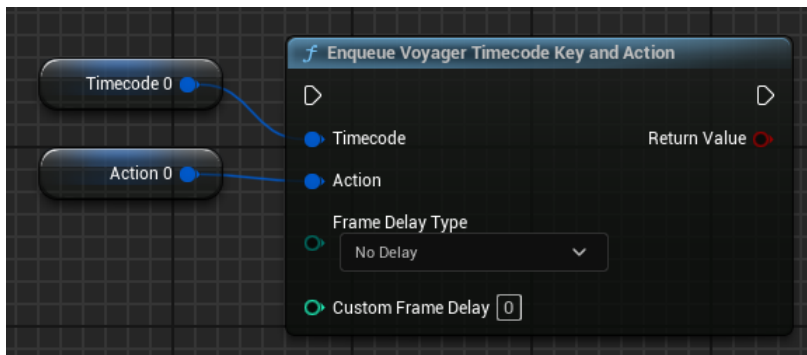 Enqueue Voyager Timecode Key and Action
Timecode 0
Timecode
Return Value
Action 0
Action
Frame Delay Type
No Delay
Custom Frame Delay 0